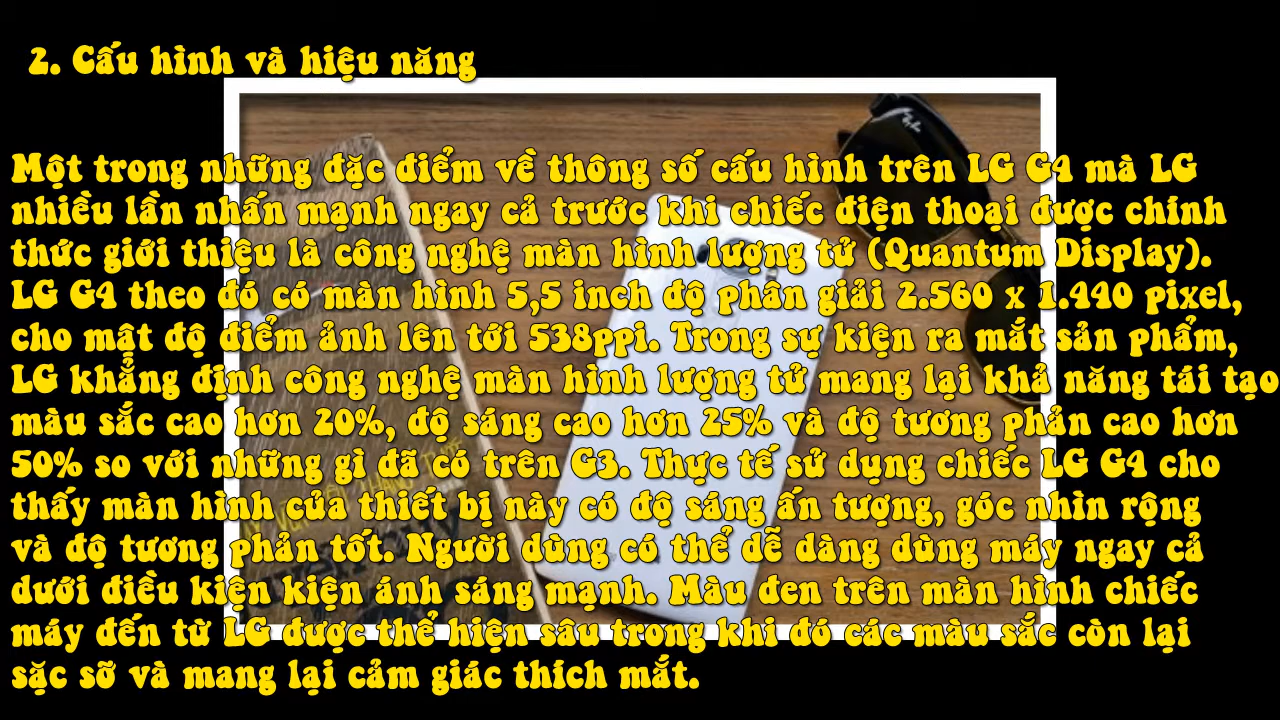 2. Cấu hình và hiệu năng
Một trong những đặc điểm về thông số cấu hình trên LG G4 mà LG
nhiều lần nhấn mạnh ngay cả trước khi chiếc điện thoại được chính
thức giới thiệu là công nghệ màn hình lượng tử (Quantum Display).
LG G4 theo đó có màn hình 5,5 inch độ phân giải 2.560 x 1.440 pixel,
cho mật độ điểm ảnh lên tới 538ppi. Trong sự kiện ra mắt sản phẩm,
LG khẳng định công nghệ màn hình lượng tử mang lại khả năng tái tạo
màu sắc cao hơn 20%, độ sáng cao hơn 25% và độ tương phản cao hơn
50% so với những gì đã có trên G3. Thực tế sử dụng chiếc LG G4 cho
thấy màn hình của thiết bị này có độ sáng ấn tượng, góc nhìn rộng
và độ tương phản tốt. Người dùng có thể dễ dàng dùng máy ngay cả
dưới điều kiện kiện ánh sáng mạnh. Màu đen trên màn hình chiếc
máy đến từ LG được thể hiện sâu trong khi đó các màu sắc còn lại
sặc sỡ và mang lại cảm giác thích mắt.